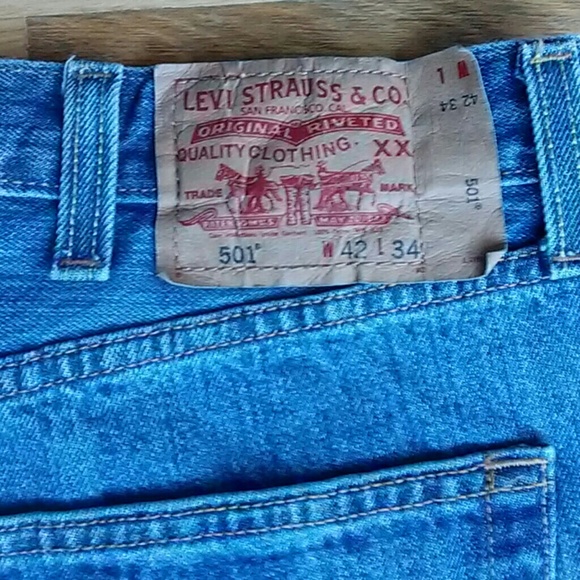 LEVI STRAUSS & CO.
SAN FRANCISCO, CAL.
ORIGINAL RIVETED
QUALITY CLOTHING. XX
TRADE MARK
501® W 42 L 34
1 M
42 34
501®